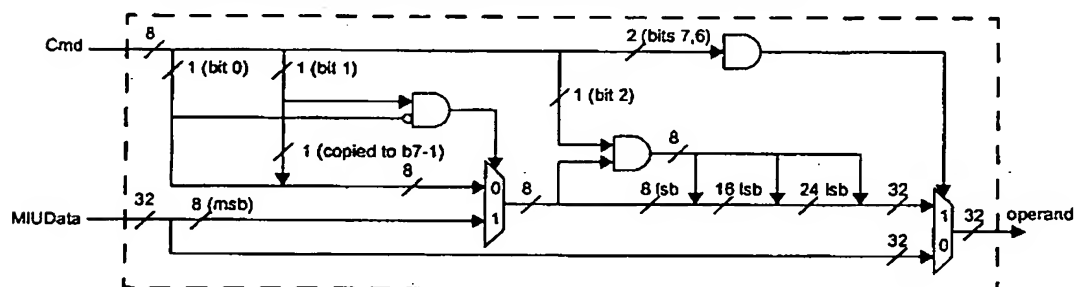 8
Cmd
2 (bits 7,6)
1 (bit 0)
1 (bit 1)
1 (bit 2)
8
1 (copied to b7-1)
8
0
1
8
8 lsb
16 lsb
24 lsb
32
1
0
32
operand
MIUData
32
8 (msb)
32